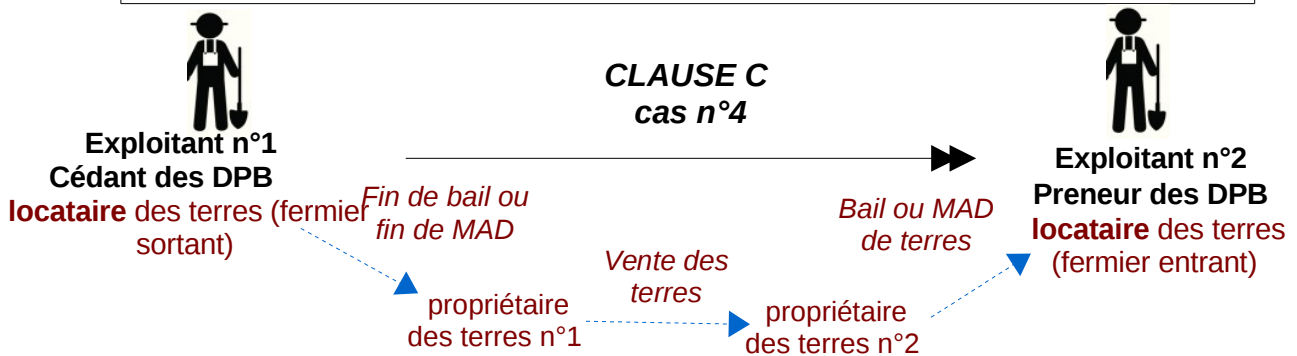 CLAUSE C
cas n°4
Exploitant n°1
Cédant des DPB
locataire des terres (fermier
sortant)
Fin de bail ou
fin de MAD
Vente des
terres
Bail ou MAD
de terres
Exploitant n°2
Preneur des DPB
locataire des terres
(fermier entrant)
propriétaire
des terres n°1
propriétaire
des terres n°2